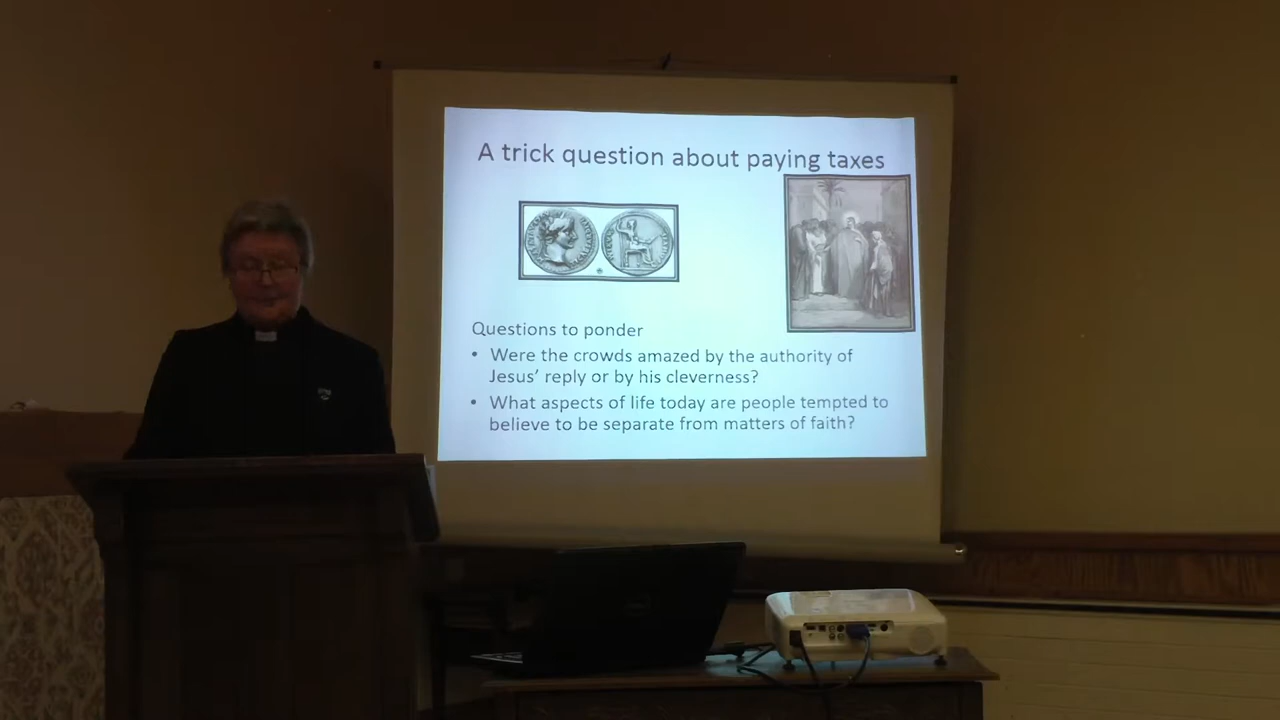 A trick question about paying taxes
Questions to ponder
• Were the crowds amazed by the authority of
Jesus’ reply or by his cleverness?
• What aspects of life today are people tempted to
believe to be separate from matters of faith?